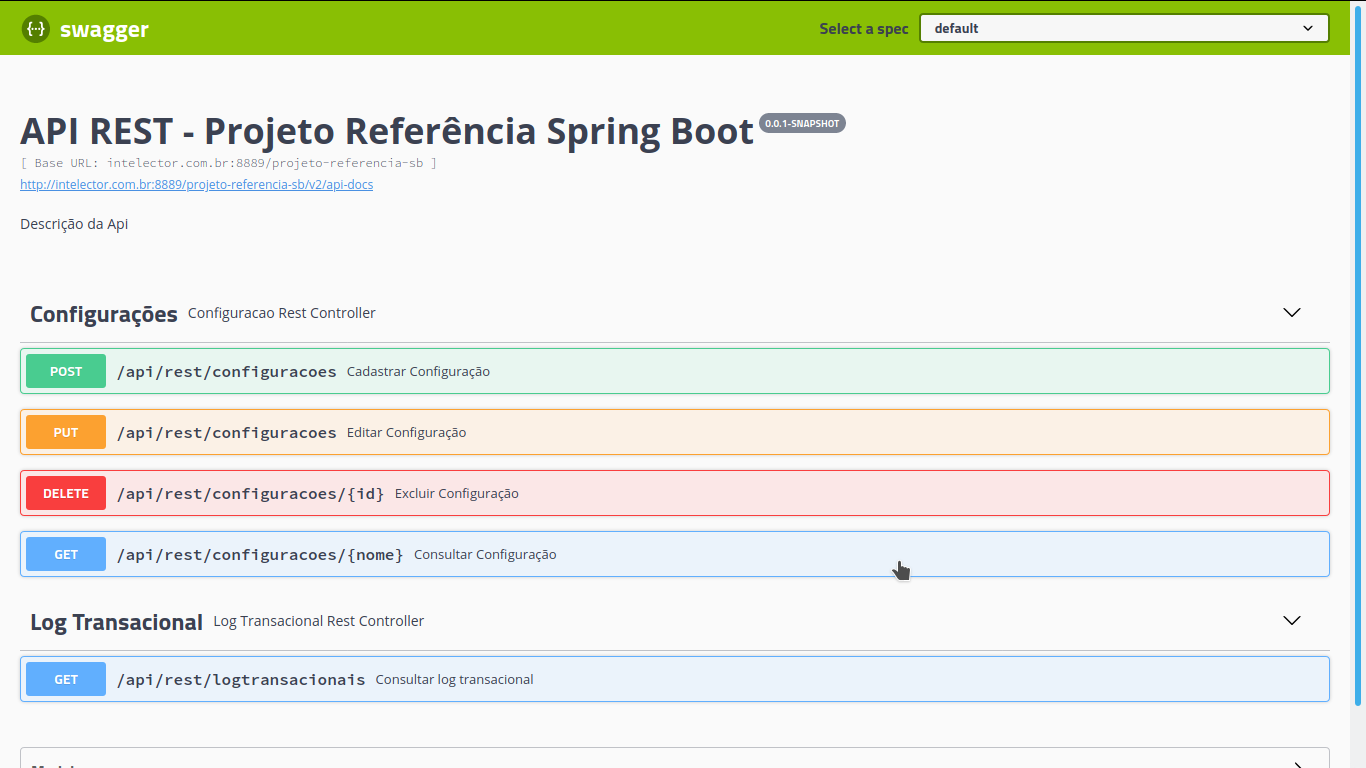 {···} swagger Select a spec default
API REST - Projeto Referência Spring Boot 0.0.1-SNAPSHOT
[ Base URL: intelector.com.br:8889/projeto-referencia-sb ]
http://intelector.com.br:8889/projeto-referencia-sb/v2/api-docs
Descrição da Api
Configurações Configuracao Rest Controller
POST /api/rest/configuracoes Cadastrar Configuração
PUT /api/rest/configuracoes Editar Configuração
DELETE /api/rest/configuracoes/{id} Excluir Configuração
GET /api/rest/configuracoes/{nome} Consultar Configuração
Log Transacional Log Transacional Rest Controller
GET /api/rest/logtransacionais Consultar log transacional